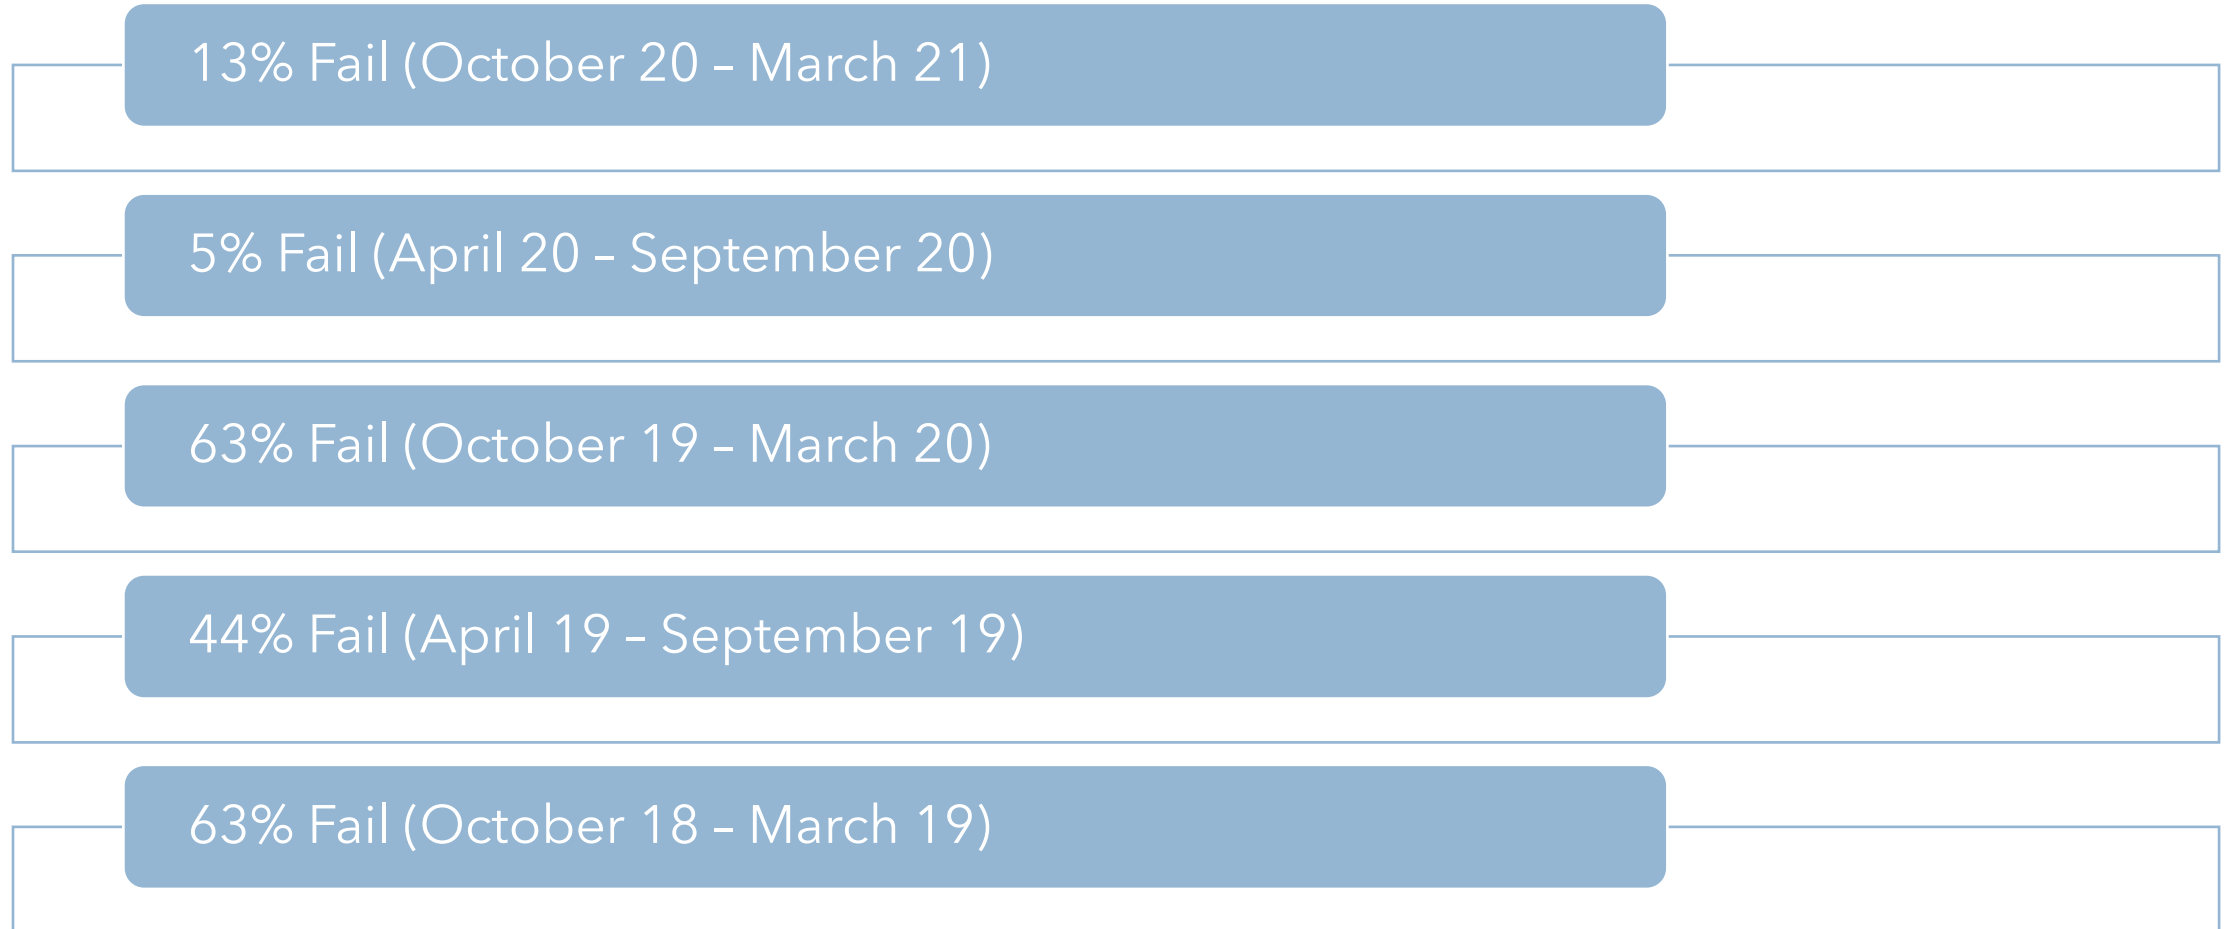 13% Fail (October 20 – March 21)
5% Fail (April 20 – September 20)
63% Fail (October 19 – March 20)
44% Fail (April 19 – September 19)
63% Fail (October 18 – March 19)